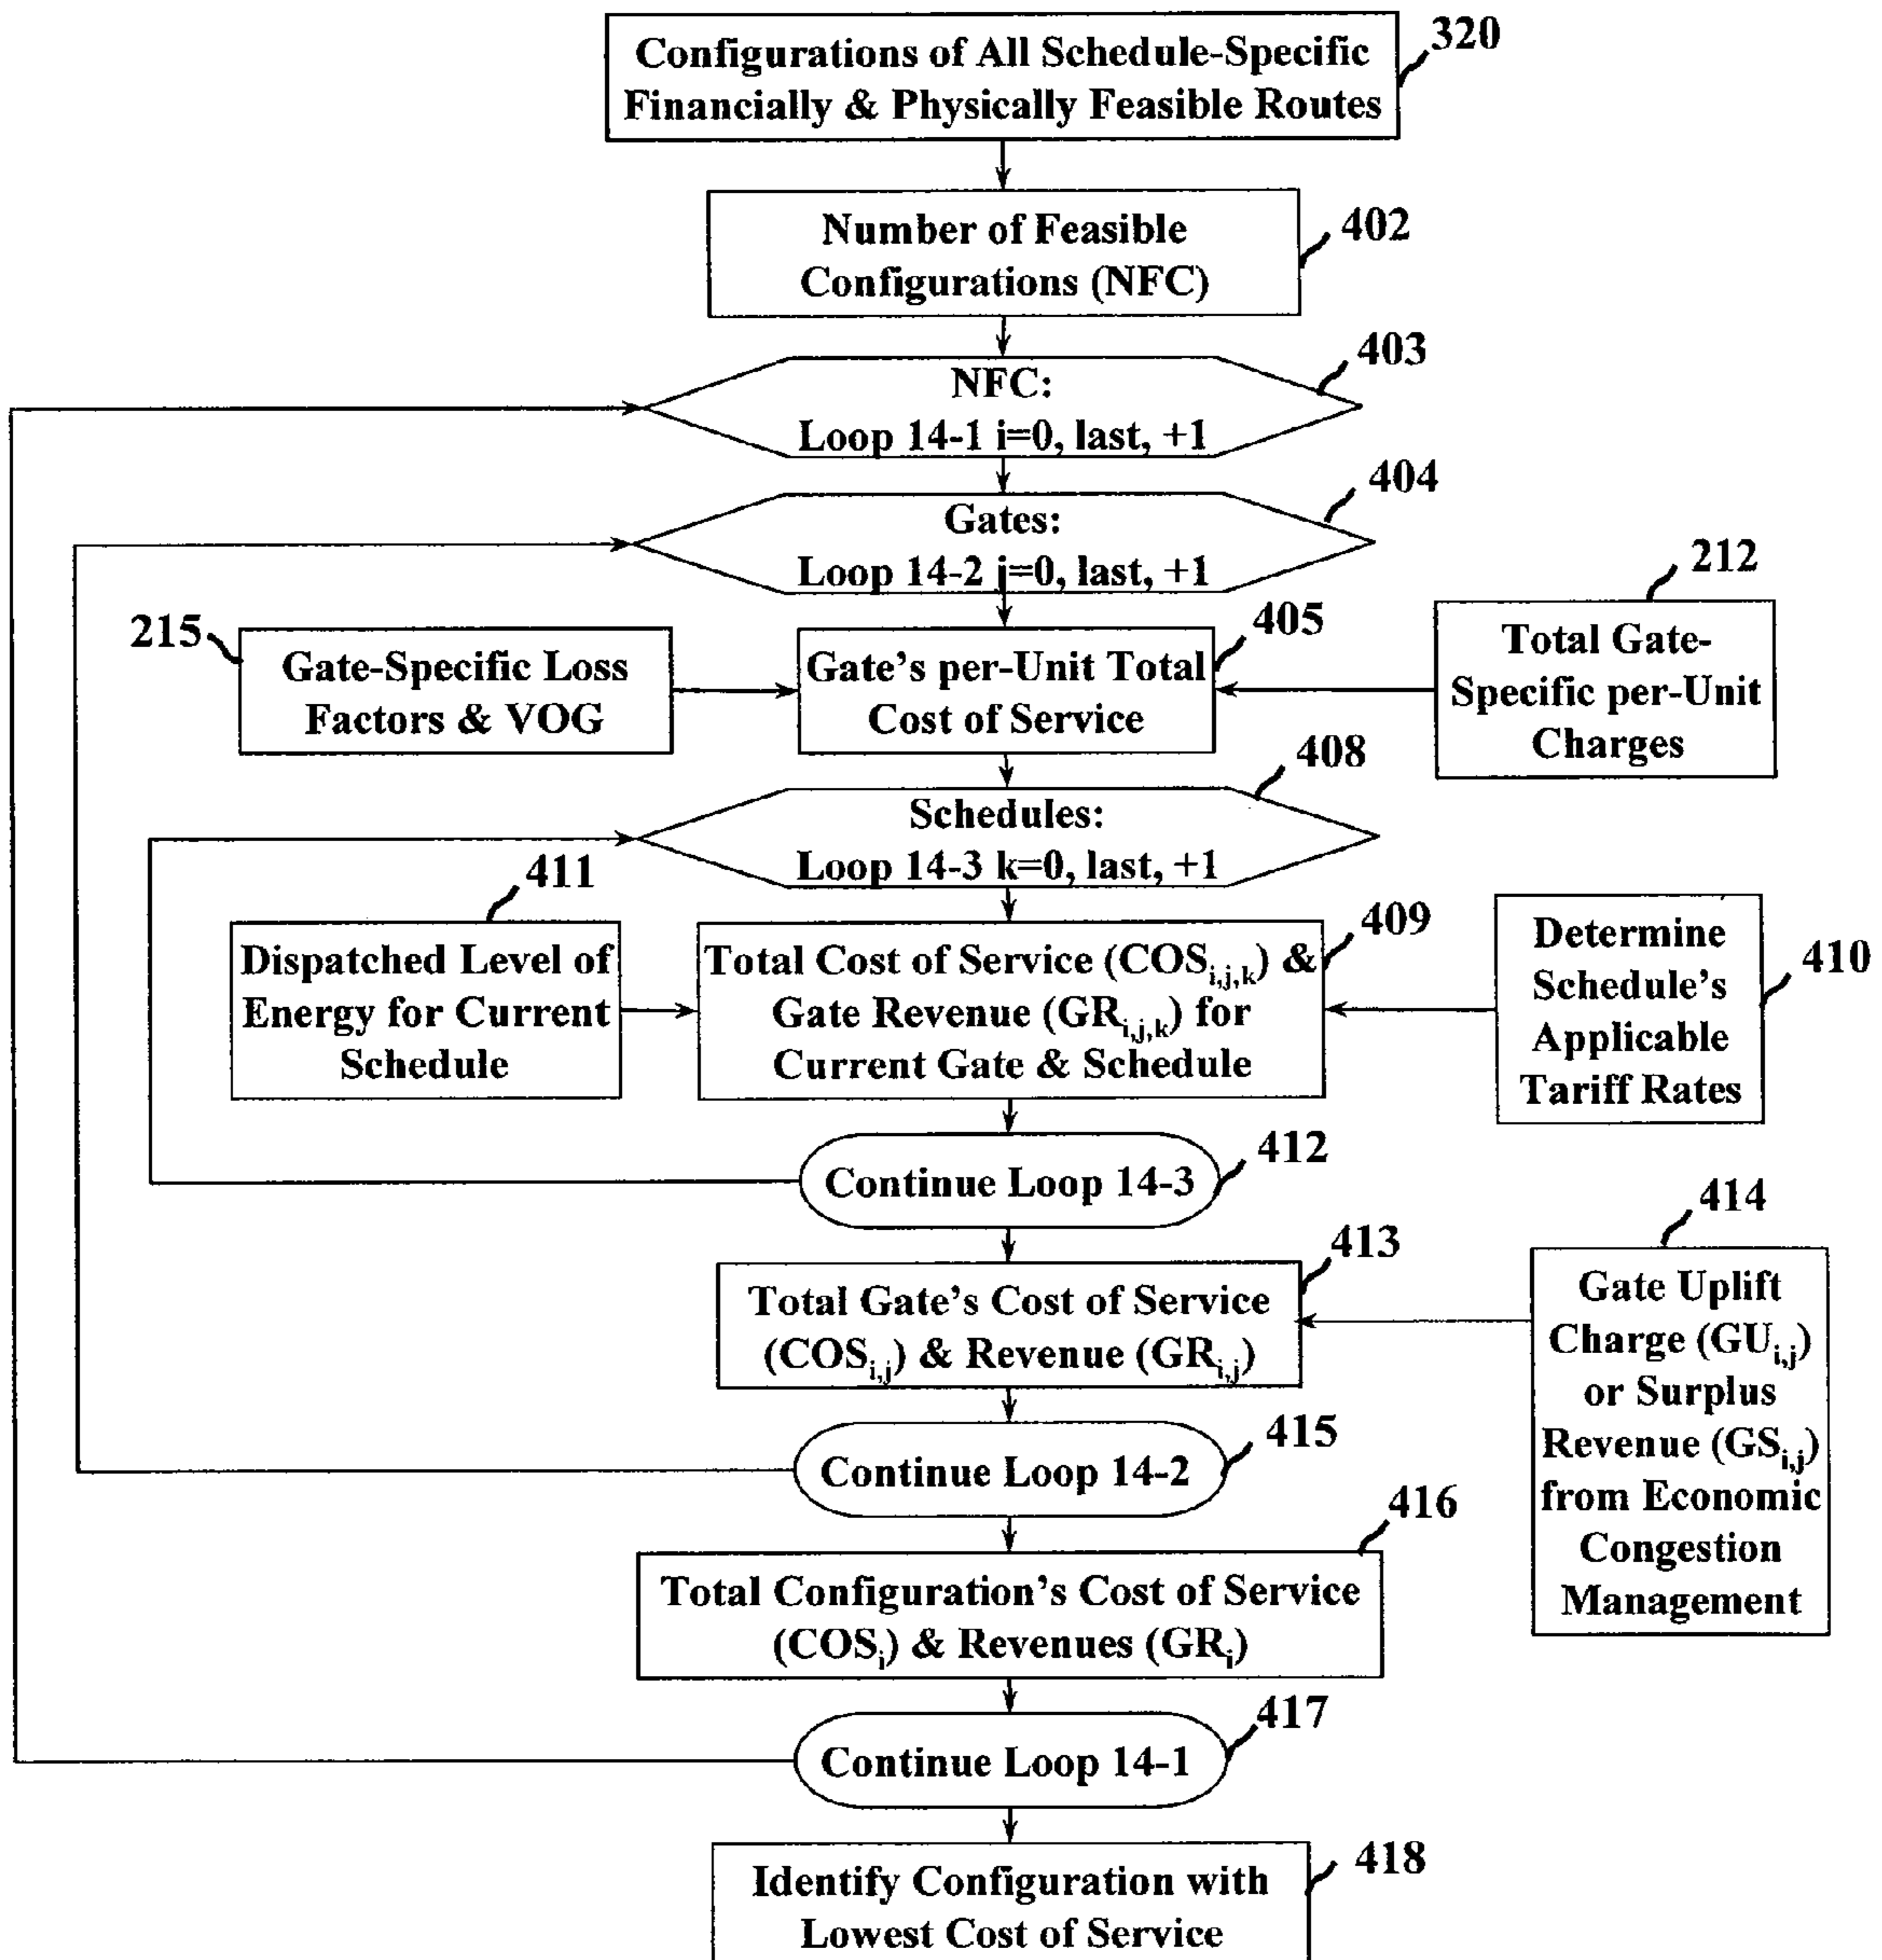 Configurations of All Schedule-Specific
Financially & Physically Feasible Routes
320
Number of Feasible
Configurations (NFC)
402
NFC:
Loop 14-1 i=0, last, +1
403
Gates:
Loop 14-2 j=0, last, +1
404
215
Gate-Specific Loss
Factors & VOG
Gate's per-Unit Total
Cost of Service
405
212
Total Gate-
Specific per-Unit
Charges
Schedules:
Loop 14-3 k=0, last, +1
408
411
Dispatched Level of
Energy for Current
Schedule
Total Cost of Service (COSi,j,k) &
Gate Revenue (GRi,j,k) for
Current Gate & Schedule
409
Determine
Schedule's
Applicable
Tariff Rates
410
Continue Loop 14-3
412
Total Gate's Cost of Service
(COSi,j) & Revenue (GRi,j)
413
414
Gate Uplift
Charge (GUi,j)
or Surplus
Revenue (GSi,j)
from Economic
Congestion
Management
Continue Loop 14-2
415
Total Configuration's Cost of Service
(COSi) & Revenues (GRi)
416
Continue Loop 14-1
417
Identify Configuration with
Lowest Cost of Service
418